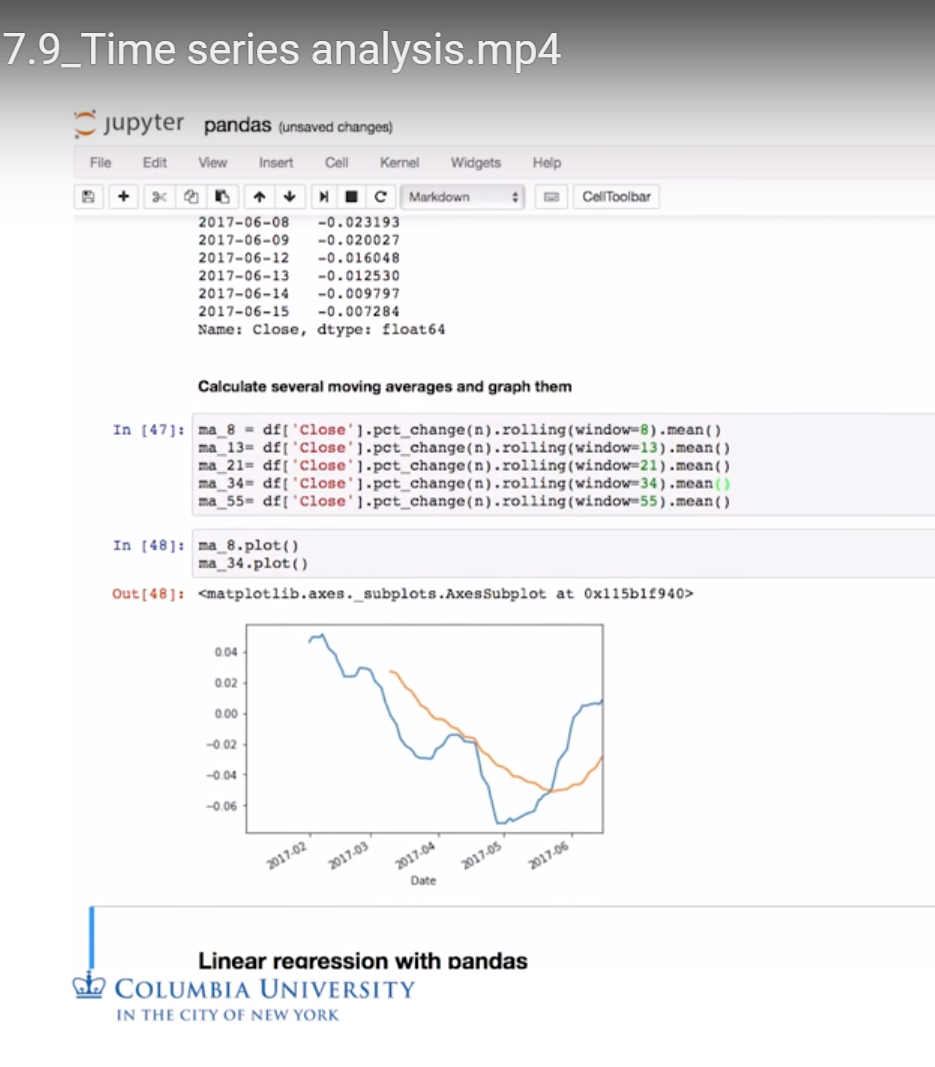 7.9_Time series analysis.mp4
jupyter pandas (unsaved changes)
File Edit View Insert Cell Kernel Widgets Help
Markdown CellToolbar
2017-06-08 -0.023193
2017-06-09 -0.020027
2017-06-12 -0.016048
2017-06-13 -0.012530
2017-06-14 -0.009797
2017-06-15 -0.007284
Name: Close, dtype: float64
Calculate several moving averages and graph them
In [47]: ma_8 = df['Close'].pct_change(n).rolling(window=8).mean()
ma_13= df['Close'].pct_change(n).rolling(window=13).mean()
ma_21= df['Close'].pct_change(n).rolling(window=21).mean()
ma_34= df['Close'].pct_change(n).rolling(window=34).mean()
ma_55= df['Close'].pct_change(n).rolling(window=55).mean()
In [48]: ma_8.plot()
ma_34.plot()
Out[48]: <matplotlib.axes._subplots.AxesSubplot at 0x115b1f940>
0.04
0.02
0.00
-0.02
-0.04
-0.06
2017-02 2017-03 2017-04 2017-05 2017-06
Date
Linear regression with pandas
COLUMBIA UNIVERSITY
IN THE CITY OF NEW YORK